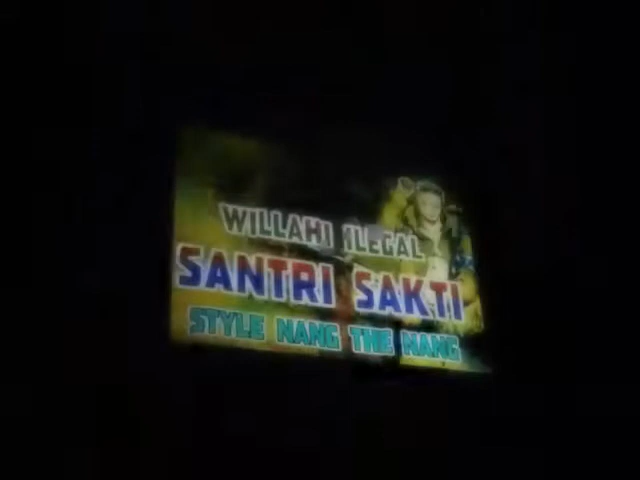 WILLAHI ILEGAL
SANTRI SAKTI
STYLE NANG THE NANG